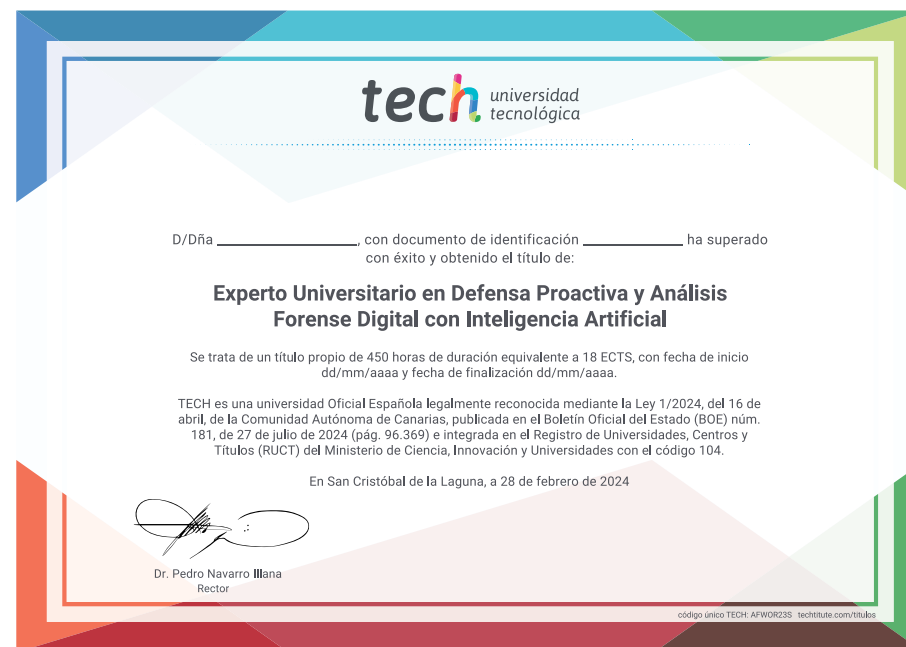 tech universidad
tecnológica
D/Dña ____________________, con documento de identificación ______________ ha superado
con éxito y obtenido el título de:
Experto Universitario en Defensa Proactiva y Análisis
Forense Digital con Inteligencia Artificial
Se trata de un título propio de 450 horas de duración equivalente a 18 ECTS, con fecha de inicio
dd/mm/aaaa y fecha de finalización dd/mm/aaaa.
TECH es una universidad Oficial Española legalmente reconocida mediante la Ley 1/2024, del 16 de
abril, de la Comunidad Autónoma de Canarias, publicada en el Boletín Oficial del Estado (BOE) núm.
181, de 27 de julio de 2024 (pág. 96.369) e integrada en el Registro de Universidades, Centros y
Títulos (RUCT) del Ministerio de Ciencia, Innovación y Universidades con el código 104.
En San Cristóbal de la Laguna, a 28 de febrero de 2024
Dr. Pedro Navarro Illana
Rector
código único TECH: AFWOR23S techtitute.com/titulos